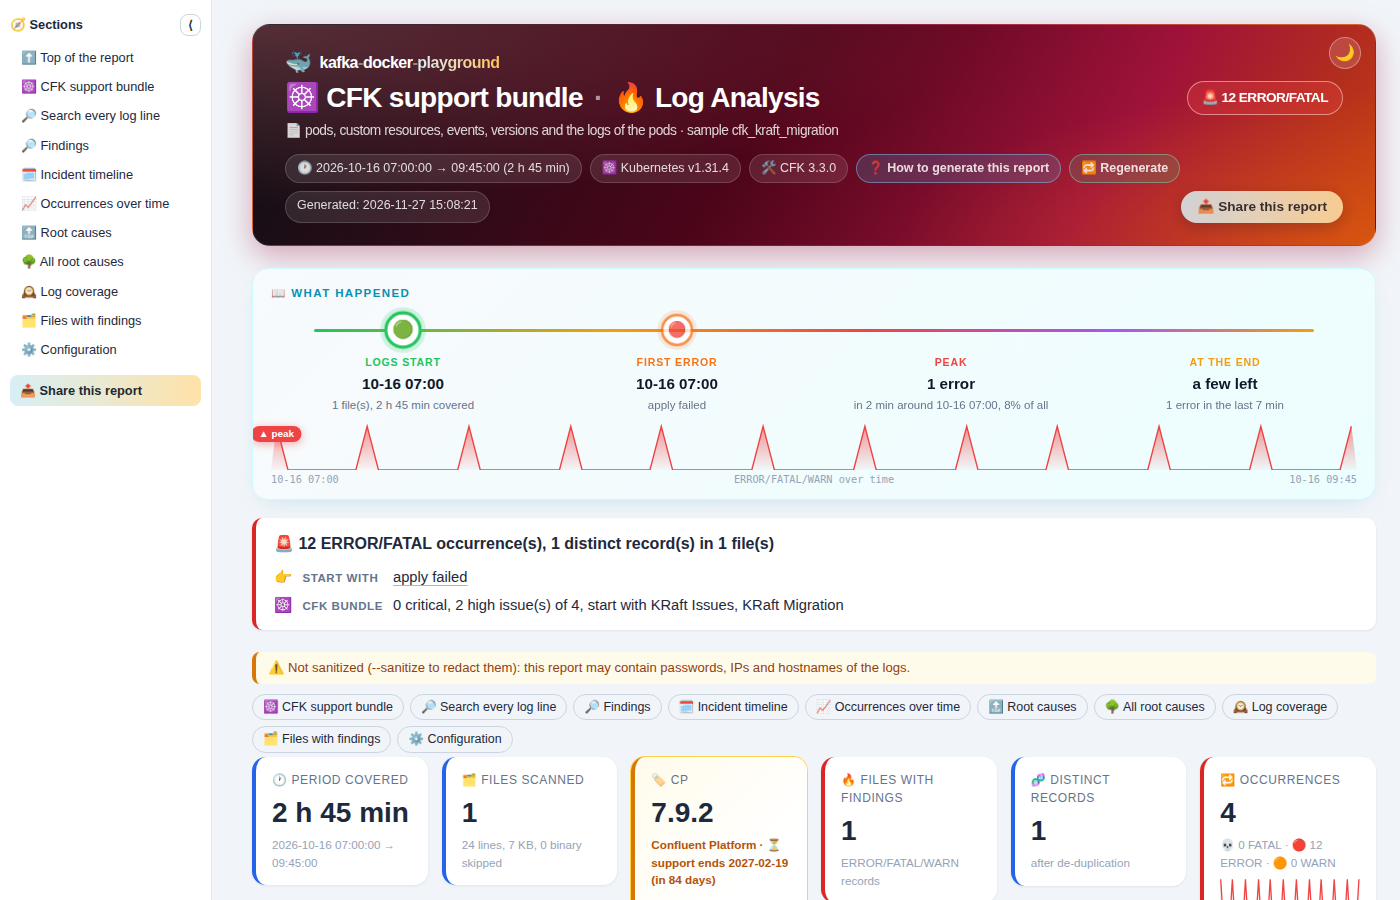 Sections
⟨
Top of the report
CFK support bundle
Search every log line
Findings
Incident timeline
Occurrences over time
Root causes
All root causes
Log coverage
Files with findings
Configuration
Share this report
kafka-docker-playground
CFK support bundle · Log Analysis
12 ERROR/FATAL
pods, custom resources, events, versions and the logs of the pods · sample cfk_kraft_migration
2026-10-16 07:00:00 → 09:45:00 (2 h 45 min)
Kubernetes v1.31.4
CFK 3.3.0
How to generate this report
Regenerate
Generated: 2026-11-27 15:08:21
Share this report
WHAT HAPPENED
LOGS START
10-16 07:00
1 file(s), 2 h 45 min covered
FIRST ERROR
10-16 07:00
apply failed
PEAK
1 error
in 2 min around 10-16 07:00, 8% of all
AT THE END
a few left
1 error in the last 7 min
▲ peak
10-16 07:00
ERROR/FATAL/WARN over time
10-16 09:45
12 ERROR/FATAL occurrence(s), 1 distinct record(s) in 1 file(s)
START WITH apply failed
CFK BUNDLE 0 critical, 2 high issue(s) of 4, start with KRaft Issues, KRaft Migration
Not sanitized (--sanitize to redact them): this report may contain passwords, IPs and hostnames of the logs.
CFK support bundle
Search every log line
Findings
Incident timeline
Occurrences over time
Root causes
All root causes
Log coverage
Files with findings
Configuration
PERIOD COVERED
2 h 45 min
2026-10-16 07:00:00 →
09:45:00
FILES SCANNED
1
24 lines, 7 KB, 0 binary
skipped
CP
7.9.2
Confluent Platform ·
support ends 2027-02-19
(in 84 days)
FILES WITH
FINDINGS
1
ERROR/FATAL/WARN
records
DISTINCT
RECORDS
1
after de-duplication
OCCURRENCES
4
0 FATAL · 12
ERROR · 0 WARN